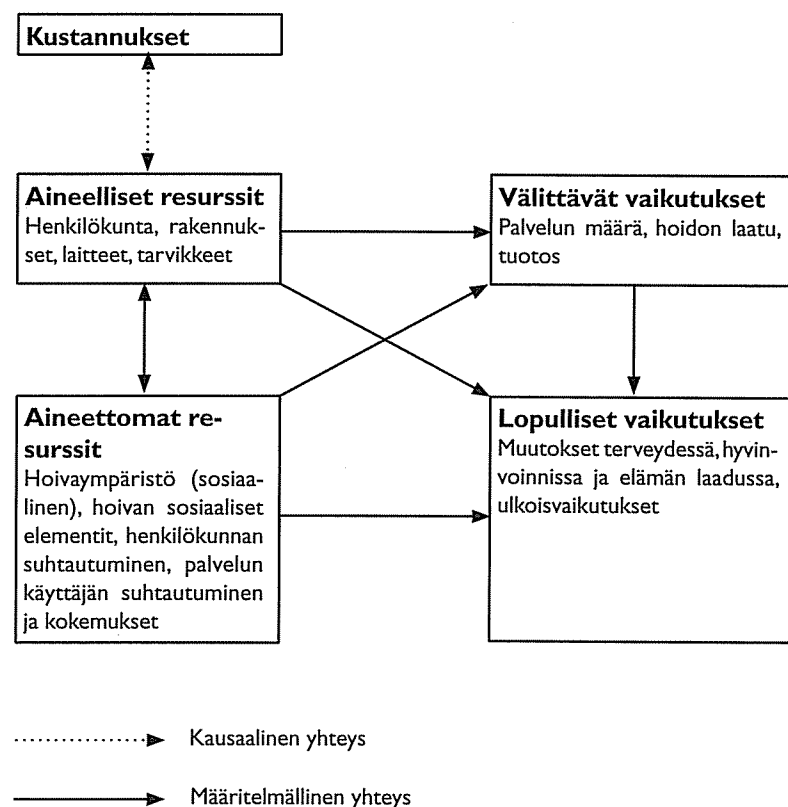 Kustannukset
Aineelliset resurssit
Henkilökunta, rakennuk-
set, laitteet, tarvikkeet
Välittävät vaikutukset
Palvelun määrä, hoidon laatu,
tuotos
Aineettomat re-
surssit
Hoivaympäristö (sosiaa-
linen), hoivan sosiaaliset
elementit, henkilökunnan
suhtautuminen, palvelun
käyttäjän suhtautuminen
ja kokemukset
Lopulliset vaikutukset
Muutokset terveydessä, hyvin-
voinnissa ja elämän laadussa,
ulkoisvaikutukset
Kausaalinen yhteys
Määritelmällinen yhteys